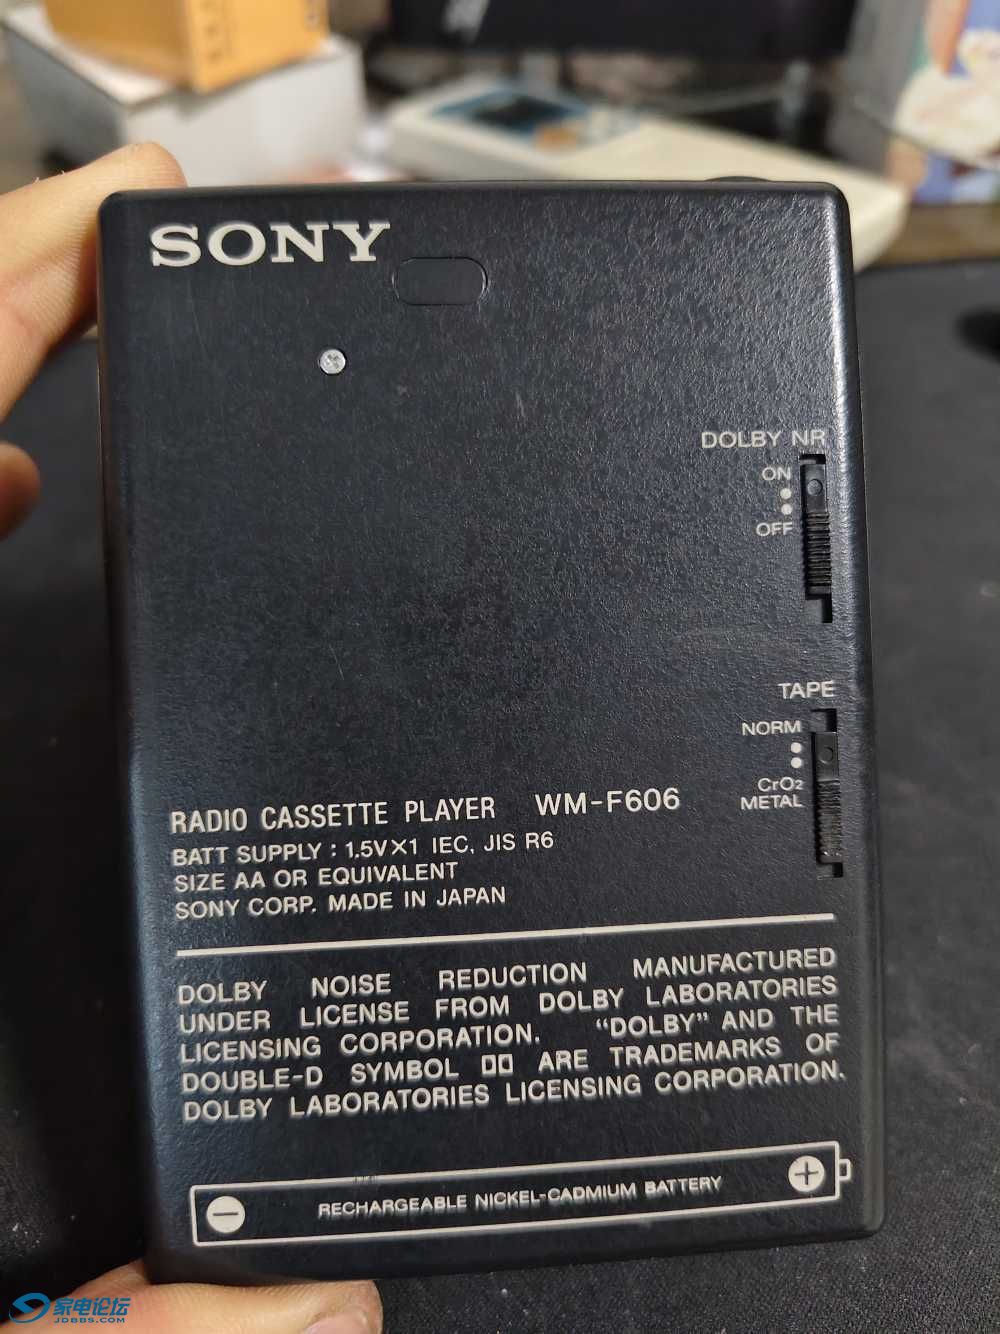 SONY
DOLBY NR
ON
OFF
TAPE
NORM
CrO₂
METAL
RADIO CASSETTE PLAYER WM-F606
BATT SUPPLY : 1.5V×1 IEC, JIS R6
SIZE AA OR EQUIVALENT
SONY CORP. MADE IN JAPAN
DOLBY NOISE REDUCTION MANUFACTURED
UNDER LICENSE FROM DOLBY LABORATORIES
LICENSING CORPORATION. “DOLBY” AND THE
DOUBLE-D SYMBOL ARE TRADEMARKS OF
DOLBY LABORATORIES LICENSING CORPORATION.
− RECHARGEABLE NICKEL-CADMIUM BATTERY +
家电论坛
JDBBS.COM